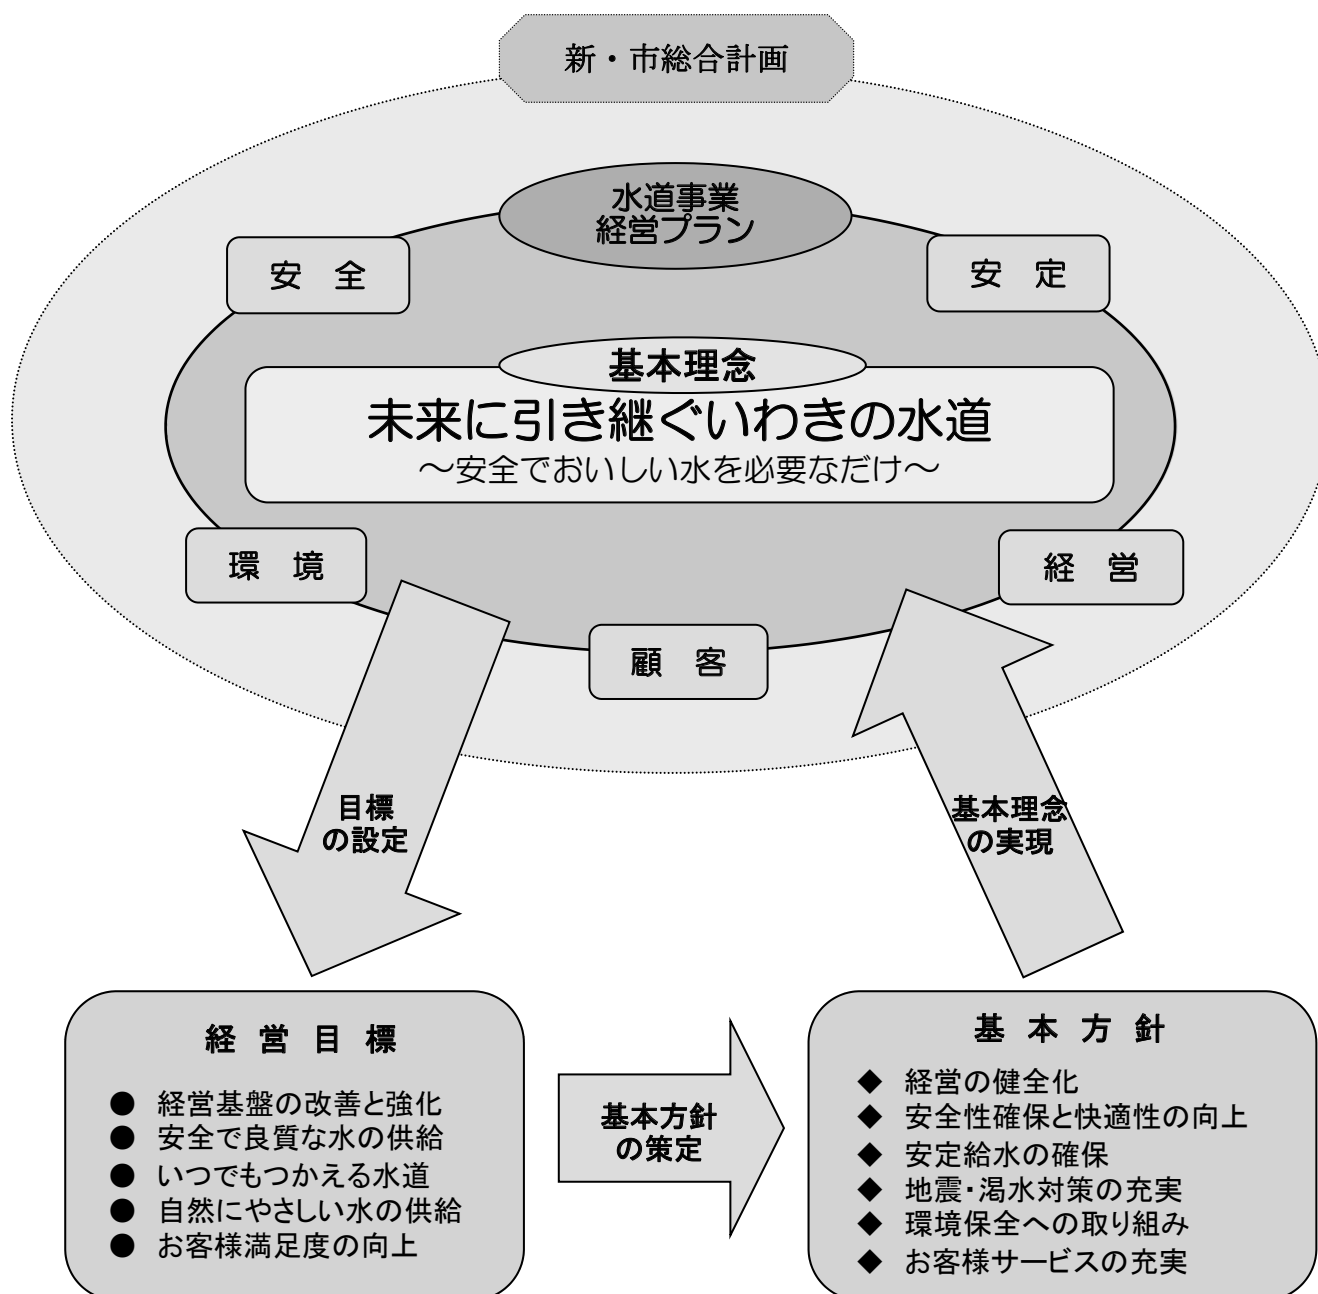 新・市総合計画
水道事業
経営プラン
安　全
安　定
基本理念
未来に引き継ぐいわきの水道
～安全でおいしい水を必要なだけ～
環　境
経　営
顧　客
目標
の設定
基本理念
の実現
経 営 目 標
● 経営基盤の改善と強化
● 安全で良質な水の供給
● いつでもつかえる水道
● 自然にやさしい水の供給
● お客様満足度の向上
基本方針
の策定
基 本 方 針
◆ 経営の健全化
◆ 安全性確保と快適性の向上
◆ 安定給水の確保
◆ 地震・渇水対策の充実
◆ 環境保全への取り組み
◆ お客様サービスの充実